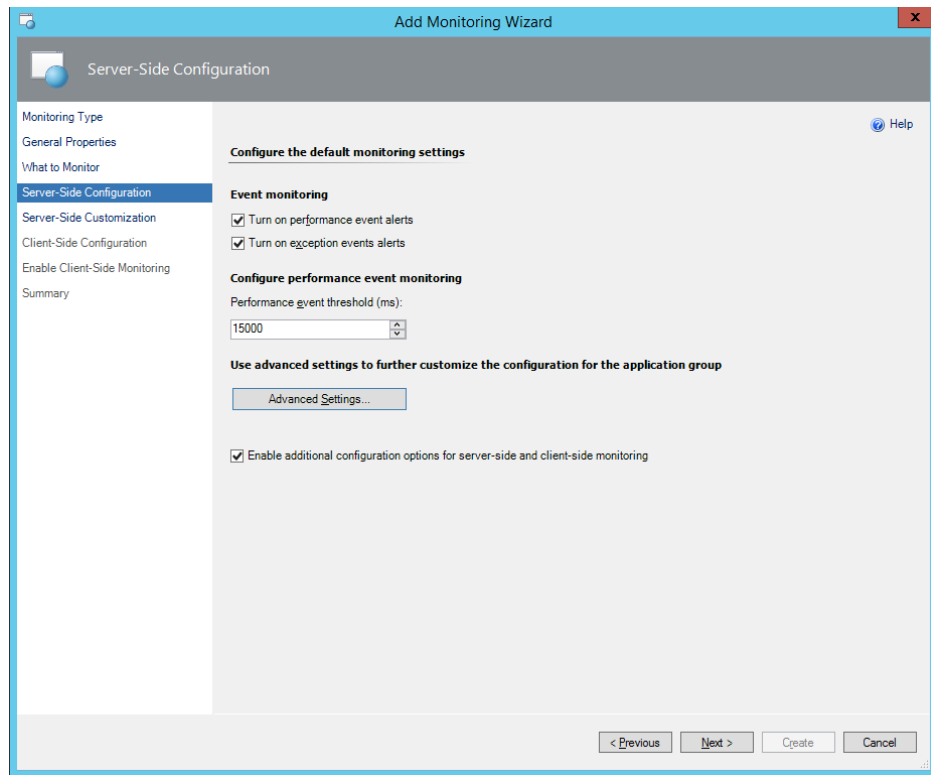 Add Monitoring Wizard
x
Server-Side Configuration
Monitoring Type
General Properties
What to Monitor
Server-Side Configuration
Server-Side Customization
Client-Side Configuration
Enable Client-Side Monitoring
Summary
? Help
Configure the default monitoring settings
Event monitoring
Turn on performance event alerts
Turn on exception events alerts
Configure performance event monitoring
Performance event threshold (ms):
15000
Use advanced settings to further customize the configuration for the application group
Advanced Settings...
Enable additional configuration options for server-side and client-side monitoring
< Previous
Next >
Create
Cancel